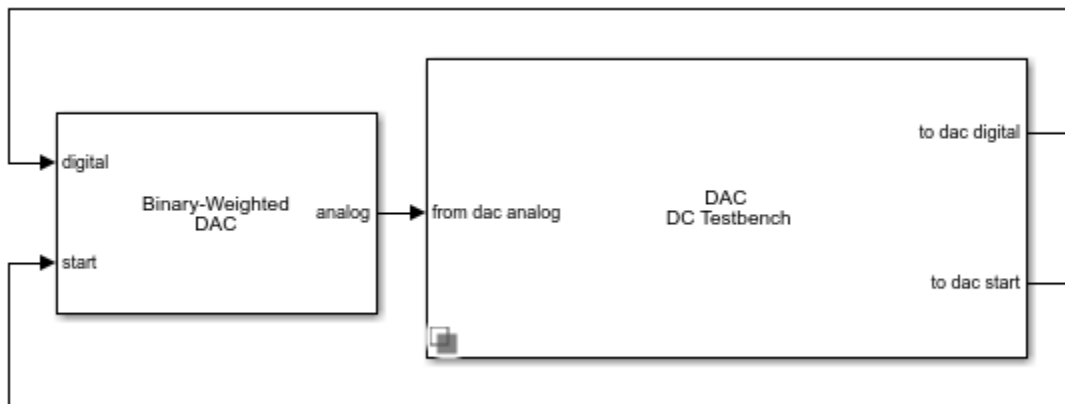 digital
start
Binary-Weighted
DAC
analog
from dac analog
DAC
DC Testbench
to dac digital
to dac start